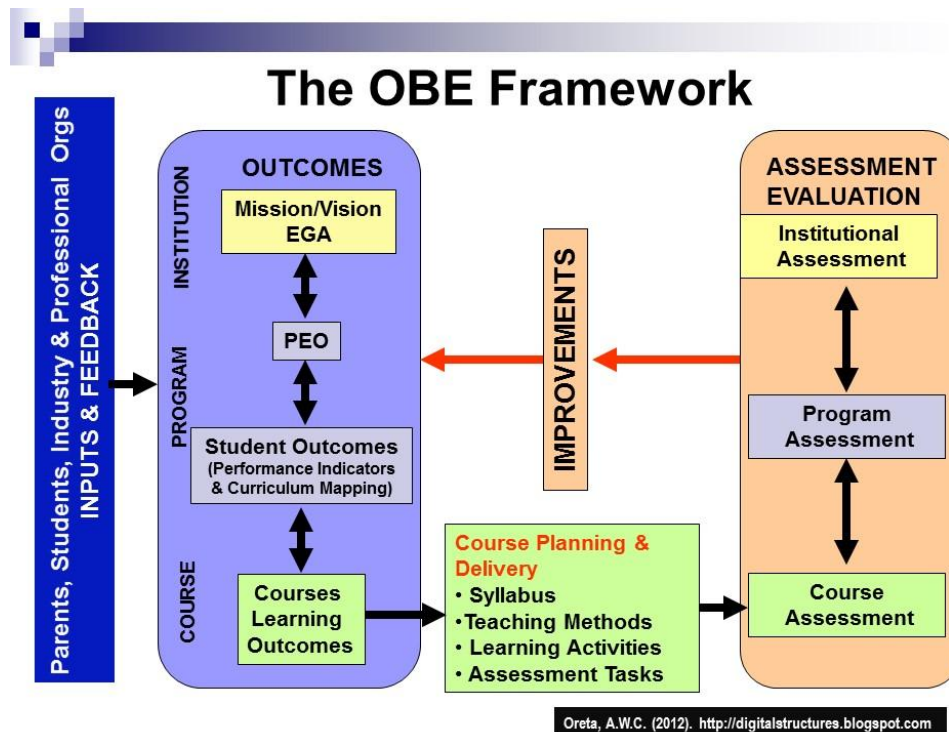 The OBE Framework
Parents, Students, Industry & Professional Orgs
INPUTS & FEEDBACK
INSTITUTION
PROGRAM
COURSE
OUTCOMES
Mission/Vision
EGA
PEO
Student Outcomes
(Performance Indicators
& Curriculum Mapping)
Courses
Learning
Outcomes
Course Planning &
Delivery
• Syllabus
•Teaching Methods
• Learning Activities
• Assessment Tasks
IMPROVEMENTS
ASSESSMENT
EVALUATION
Institutional
Assessment
Program
Assessment
Course
Assessment
Oreta, A.W.C. (2012). http://digitalstructures.blogspot.com